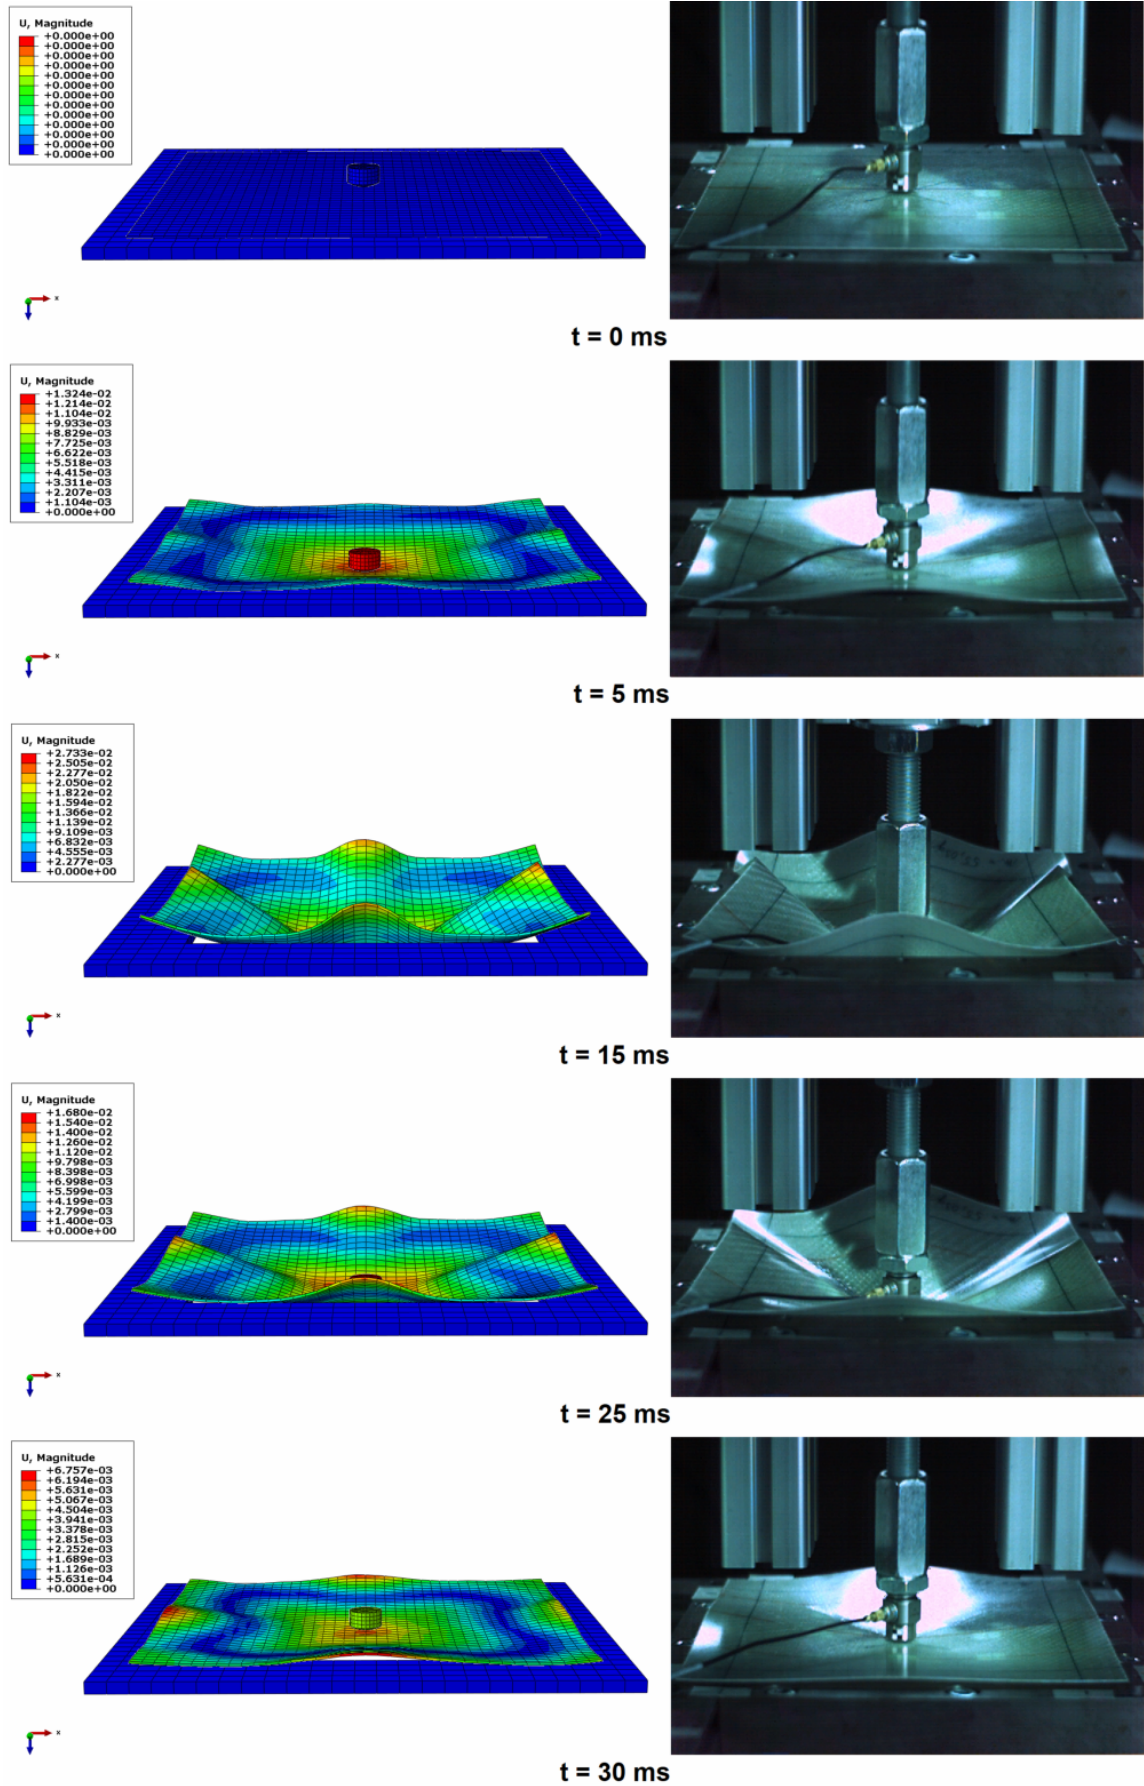 U, Magnitude
+0.000e+00
+0.000e+00
+0.000e+00
+0.000e+00
+0.000e+00
+0.000e+00
+0.000e+00
+0.000e+00
+0.000e+00
+0.000e+00
+0.000e+00
+0.000e+00
+0.000e+00
x
t = 0 ms
U, Magnitude
+1.324e-02
+1.214e-02
+1.104e-02
+9.933e-03
+8.829e-03
+7.725e-03
+6.622e-03
+5.518e-03
+4.415e-03
+3.311e-03
+2.207e-03
+1.104e-03
+0.000e+00
x
t = 5 ms
U, Magnitude
+2.733e-02
+2.505e-02
+2.277e-02
+2.050e-02
+1.822e-02
+1.594e-02
+1.366e-02
+1.139e-02
+9.109e-03
+6.832e-03
+4.555e-03
+2.277e-03
+0.000e+00
x
t = 15 ms
U, Magnitude
+1.680e-02
+1.540e-02
+1.400e-02
+1.260e-02
+1.120e-02
+9.798e-03
+8.398e-03
+6.998e-03
+5.599e-03
+4.199e-03
+2.799e-03
+1.400e-03
+0.000e+00
x
t = 25 ms
U, Magnitude
+6.757e-03
+6.194e-03
+5.631e-03
+5.067e-03
+4.504e-03
+3.941e-03
+3.378e-03
+2.815e-03
+2.252e-03
+1.689e-03
+1.126e-03
+5.631e-04
+0.000e+00
x
t = 30 ms